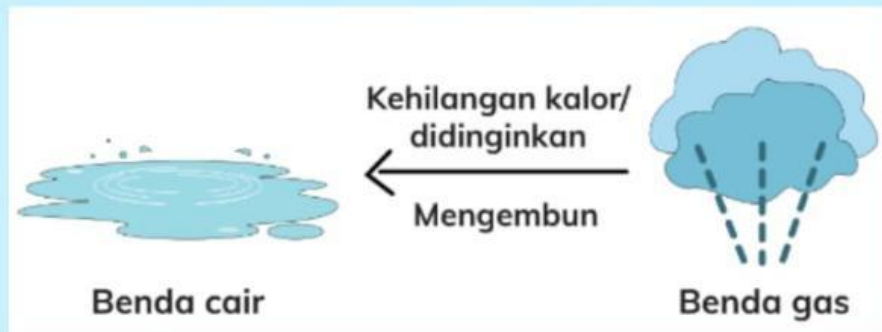 Kehilangan kalor/
didinginkan
Mengembun
Benda cair
Benda gas